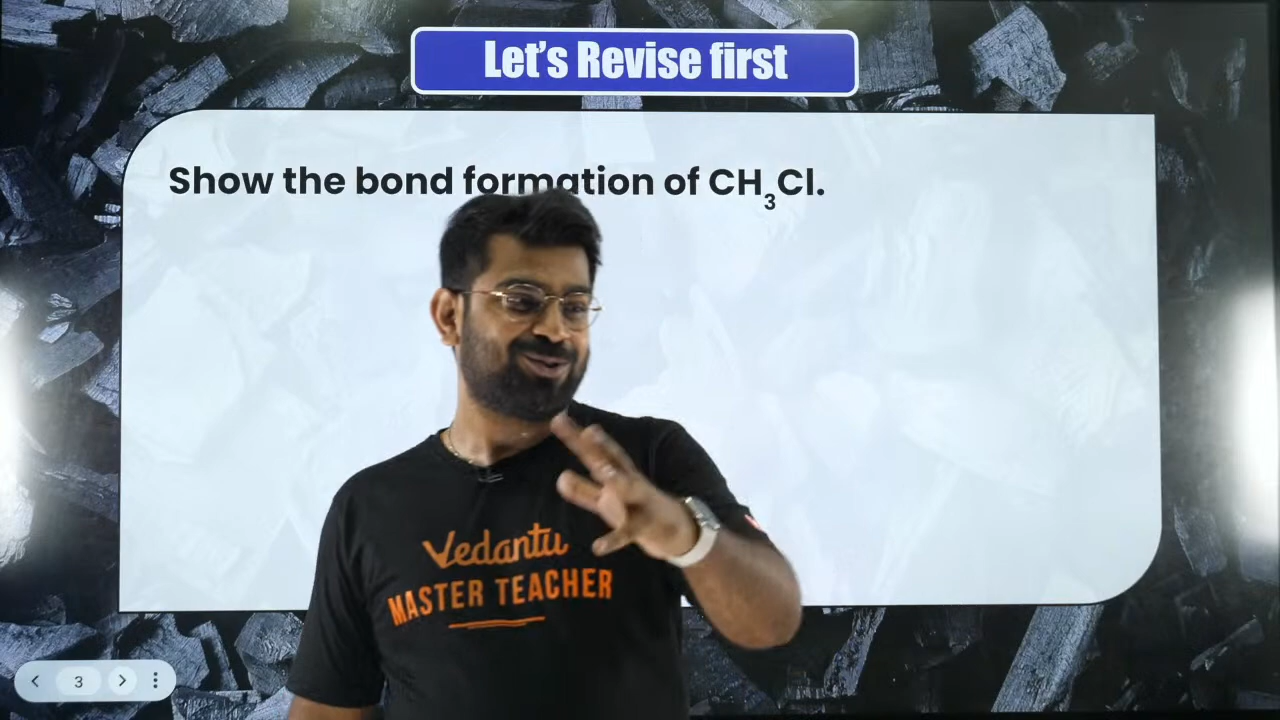 Let's Revise first
Show the bond formation of CH₃Cl.
Vedantu
MASTER TEACHER
3